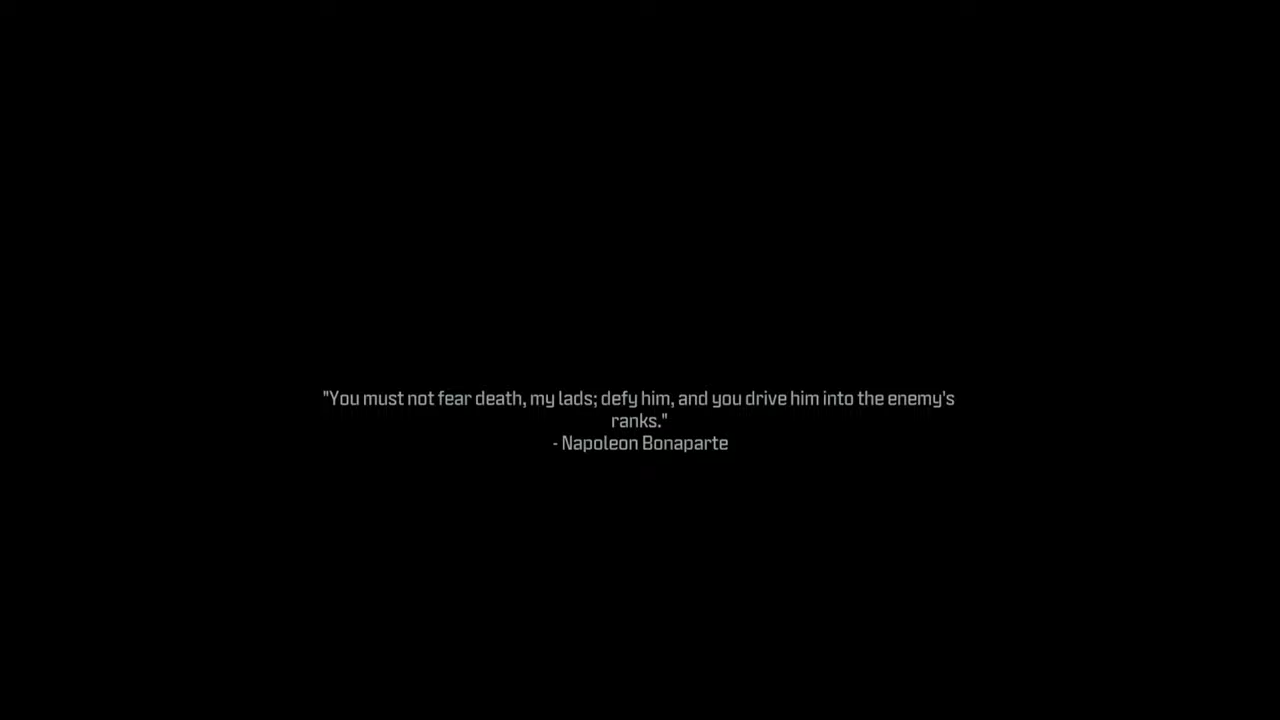 "You must not fear death, my lads; defy him, and you drive him into the enemy's
ranks."
- Napoleon Bonaparte